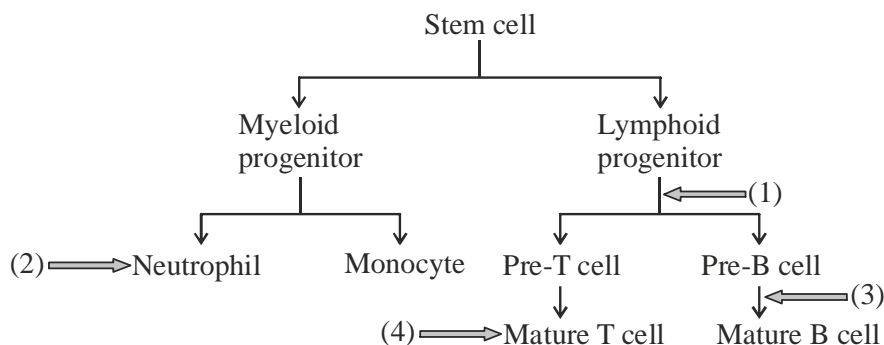 Stem cell
Myeloid
progenitor
Lymphoid
progenitor
(1)
(2)
Neutrophil
Monocyte
Pre-T cell
Pre-B cell
(3)
(4)
Mature T cell
Mature B cell